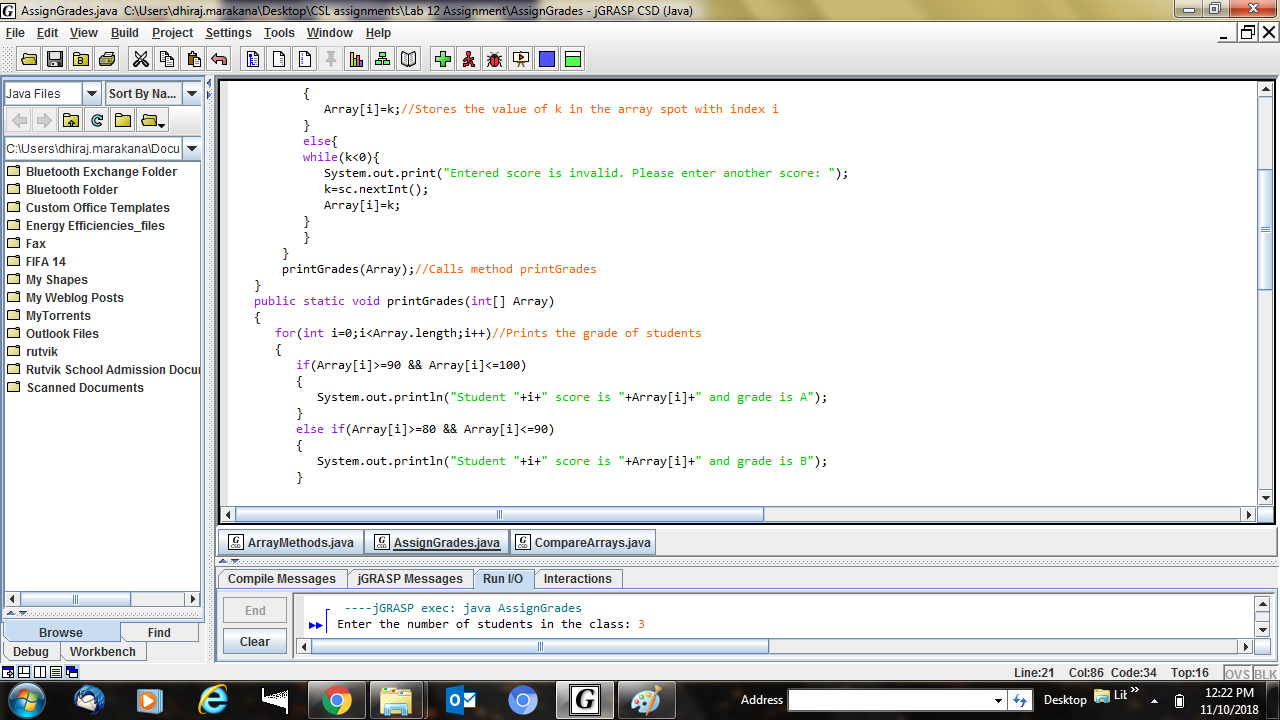 AssignGrades.java C:\Users\dhiraj.marakana\Desktop\CSL assignments\Lab 12 Assignment\AssignGrades - jGRASP CSD (Java)
File Edit View Build Project Settings Tools Window Help
Java Files Sort By Na...
C:\Users\dhiraj.marakana\Docu
Bluetooth Exchange Folder
Bluetooth Folder
Custom Office Templates
Energy Efficiencies_files
Fax
FIFA 14
My Shapes
My Weblog Posts
MyTorrents
Outlook Files
rutvik
Rutvik School Admission Docu
Scanned Documents
Browse Find
Debug Workbench
{
Array[i]=k;//Stores the value of k in the array spot with index i
}
else{
while(k<0){
System.out.print("Entered score is invalid. Please enter another score: ");
k=sc.nextInt();
Array[i]=k;
}
}
}
printGrades(Array);//Calls method printGrades
}
public static void printGrades(int[] Array)
{
for(int i=0;i<Array.length;i++)//Prints the grade of students
{
if(Array[i]>=90 && Array[i]<=100)
{
System.out.println("Student "+i+" score is "+Array[i]+" and grade is A");
}
else if(Array[i]>=80 && Array[i]<=90)
{
System.out.println("Student "+i+" score is "+Array[i]+" and grade is B");
}
ArrayMethods.java AssignGrades.java CompareArrays.java
Compile Messages jGRASP Messages Run I/O Interactions
End
Clear
----jGRASP exec: java AssignGrades
Enter the number of students in the class: 3
Line:21 Col:86 Code:34 Top:16 OVS BLK
Address Desktop Lib 12:22 PM
11/10/2018